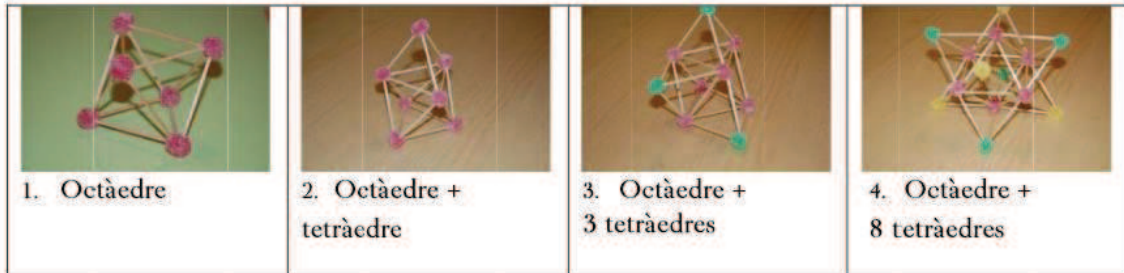 1. Octàedre
2. Octàedre +
tetràedre
3. Octàedre +
3 tetràedres
4. Octàedre +
8 tetràedres